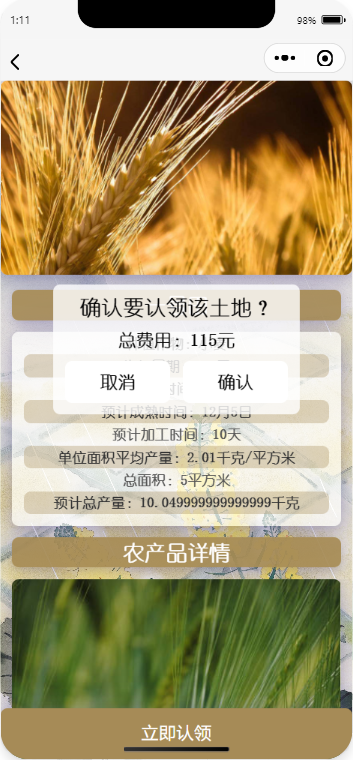 1:11
98%
确认要认领该土地？
总费用：115元
取消
确认
预计成熟时间：12月5日
预计加工时间：10天
单位面积平均产量：2.01千克/平方米
总面积：5平方米
预计总产量：10.049999999999999千克
农产品详情
立即认领